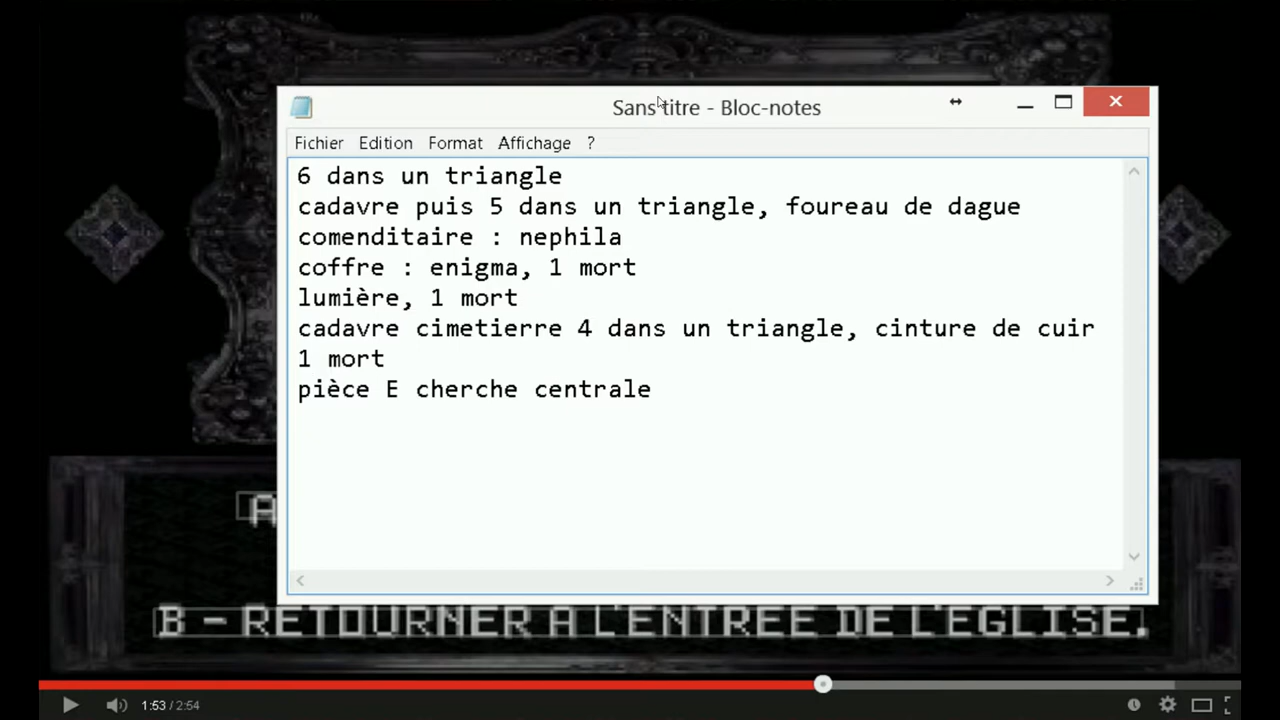 Sans titre - Bloc-notes
Fichier Edition Format Affichage ?
6 dans un triangle
cadavre puis 5 dans un triangle, foureau de dague
comenditaire : nephila
coffre : enigma, 1 mort
lumière, 1 mort
cadavre cimetierre 4 dans un triangle, cinture de cuir
1 mort
pièce E cherche centrale
A
B - RETOURNER A L'ENTREE DE L'EGLISE.
1:53 / 2:54